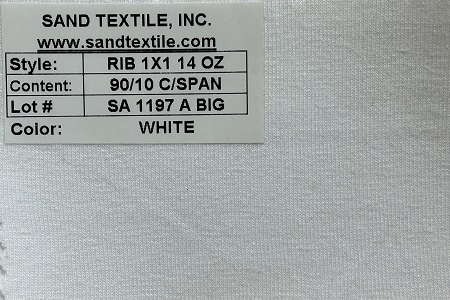 SAND TEXTILE, INC.
www.sandtextile.com
Style: RIB 1X1 14 OZ
Content: 90/10 C/SPAN
Lot # SA 1197 A BIG
Color: WHITE